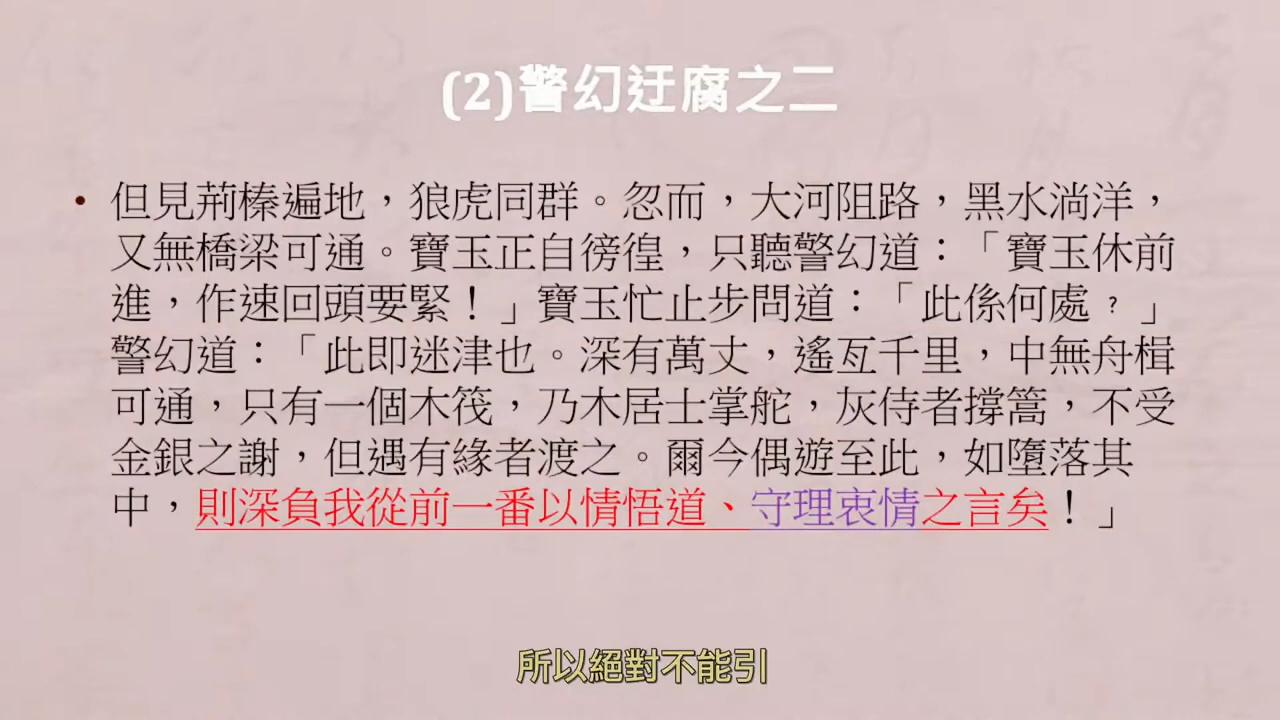 (2)警幻迂腐之二
• 但見荊榛遍地，狼虎同群。忽而，大河阻路，黑水淌洋，
又無橋梁可通。寶玉正自徬徨，只聽警幻道：「寶玉休前
進，作速回頭要緊！」寶玉忙止步問道：「此係何處？」
警幻道：「此即迷津也。深有萬丈，遙亙千里，中無舟楫
可通，只有一個木筏，乃木居士掌舵，灰侍者撐篙，不受
金銀之謝，但遇有緣者渡之。爾今偶遊至此，如墮落其
中，則深負我從前一番以情悟道、守理衷情之言矣！」
所以絕對不能引